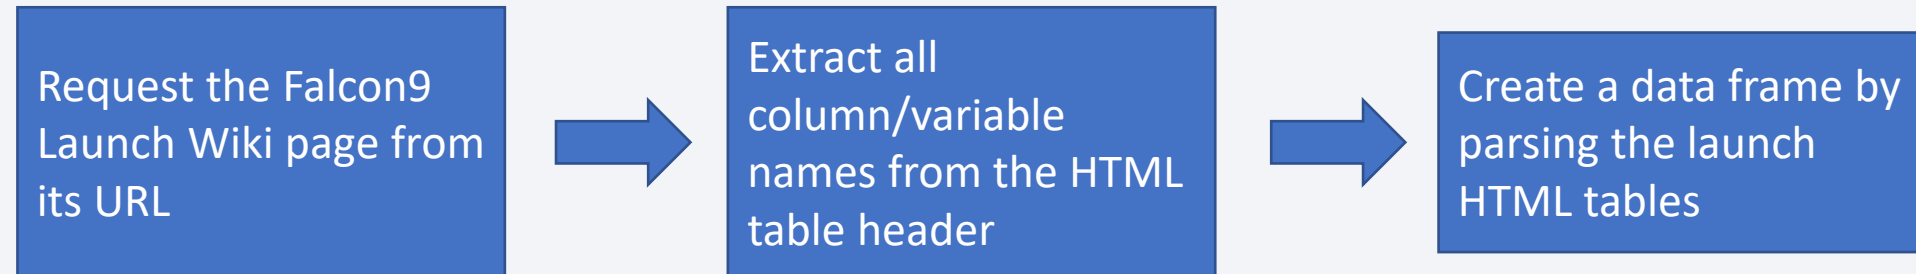 Request the Falcon9
Launch Wiki page from
its URL
Extract all
column/variable
names from the HTML
table header
Create a data frame by
parsing the launch
HTML tables